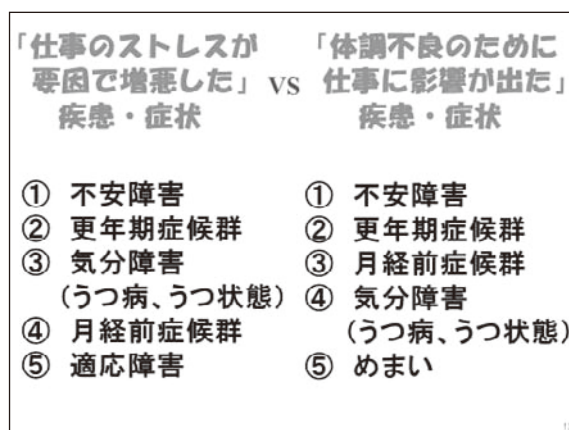 「仕事のストレスが
要因で増悪した」
疾患・症状
VS
「体調不良のために
仕事に影響が出た」
疾患・症状
① 不安障害
② 更年期症候群
③ 気分障害
(うつ病、うつ状態)
④ 月経前症候群
⑤ 適応障害
① 不安障害
② 更年期症候群
③ 月経前症候群
④ 気分障害
(うつ病、うつ状態)
⑤ めまい